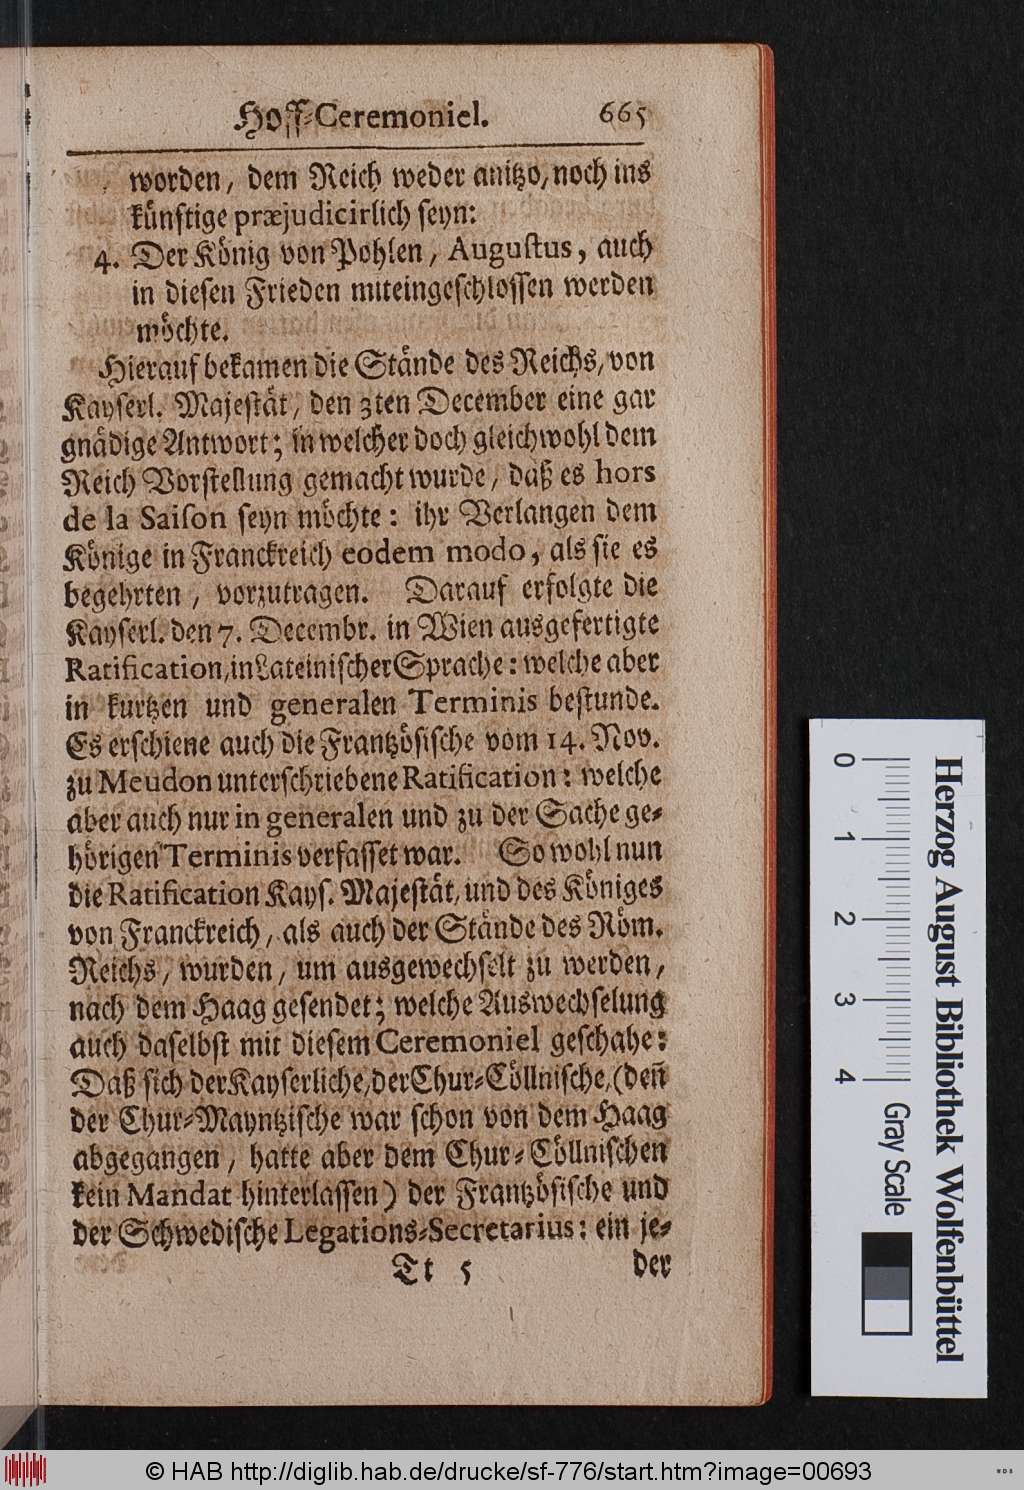 Hoff-Ceremoniel. 665
worden, dem Reich weder anitzo, noch ins
künfftige præjudicirlich seyn:
4. Der König von Pohlen, Augustus, auch
in diesen Frieden miteingeschlossen werden
möchte.
Hierauf bekamen die Stände des Reichs, von
Kayserl. Majestät, den 3ten December eine gar
gnädige Antwort; in welcher doch gleichwohl dem
Reich Vorstellung gemacht wurde, daß es hors
de la Saison seyn möchte: ihr Verlangen dem
Könige in Franckreich eodem modo, als sie es
begehrten, vorzutragen. Darauf erfolgte die
Kayserl. den 7. Decembr. in Wien ausgefertigte
Ratification, in Lateinischer Sprache: welche aber
in kurtzen und generalen Terminis bestunde.
Es erschiene auch die Frantzösische vom 14. Nov.
zu Meudon unterschriebene Ratification: welche
aber auch nur in generalen und zu der Sache ge-
hörigen Terminis verfasset war. So wohl nun
die Ratification Kays. Majestät, und des Königes
von Franckreich, als auch der Stände des Röm.
Reichs, wurden, um ausgewechselt zu werden,
nach dem Haag gesendet; welche Auswechselung
auch daselbst mit diesem Ceremoniel geschahe:
Daß sich der Kayserliche, der Chur-Cöllnische, (deñ
der Chur-Mayntzische war schon von dem Haag
abgegangen, hatte aber dem Chur-Cöllnischen
kein Mandat hinterlassen) der Frantzösische und
der Schwedische Legations-Secretarius: ein je-
Tt 5 der
0 1 2 3 4 Gray Scale
Herzog August Bibliothek Wolfenbüttel
© HAB http://diglib.hab.de/drucke/sf-776/start.htm?image=00693